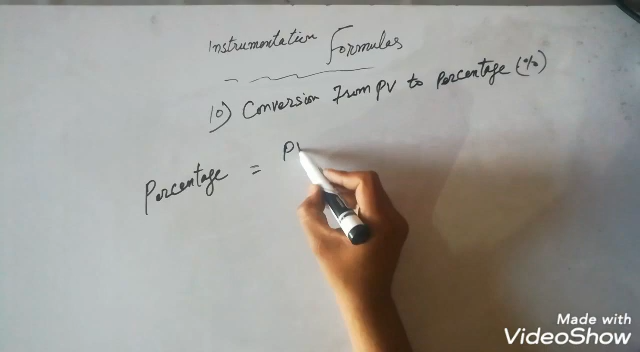 Instrumentation Formulas
10) Conversion From PV to Percentage (%)
Percentage = PV
Made with
VideoShow